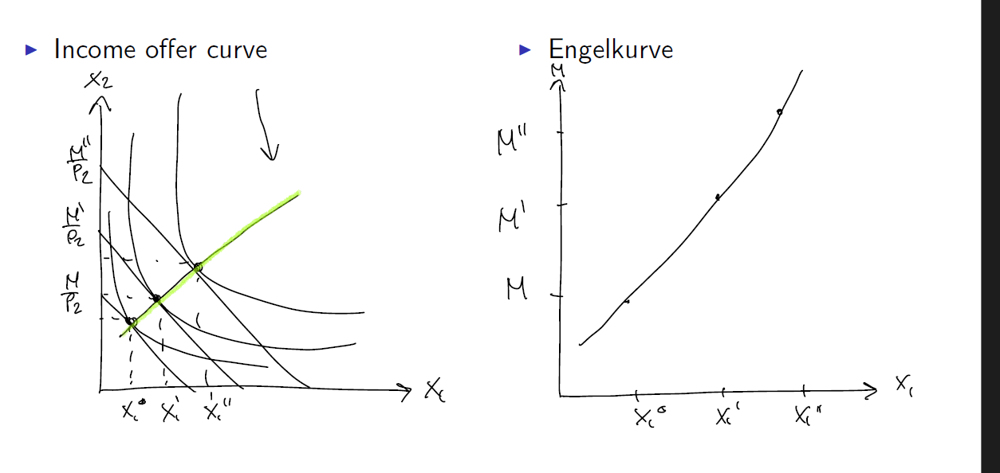 ▶ Income offer curve
X₂
M''/P₂
M'/P₂
M/P₂
X₁° X₁' X₁''
X₁
▶ Engelkurve
M
M''
M'
M
X₁° X₁' X₁''
X₁